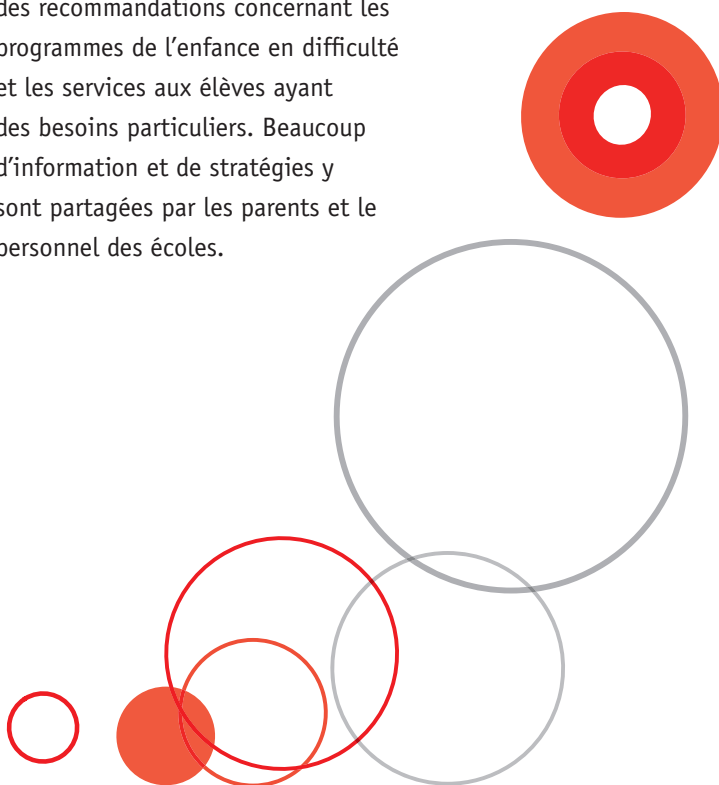 des recommandations concernant les
programmes de l’enfance en difficulté
et les services aux élèves ayant
des besoins particuliers. Beaucoup
d’information et de stratégies y
sont partagées par les parents et le
personnel des écoles.